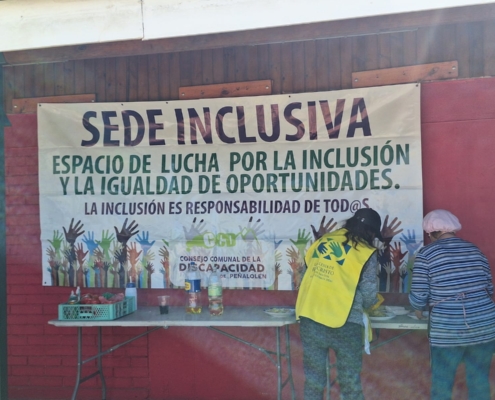 SEDE INCLUSIVA
ESPACIO DE LUCHA POR LA INCLUSIÓN
Y LA IGUALDAD DE OPORTUNIDADES.
LA INCLUSIÓN ES RESPONSABILIDAD DE TOD@S
CONSEJO COMUNAL DE LA
DISCAPACIDAD
PEÑALOLEN